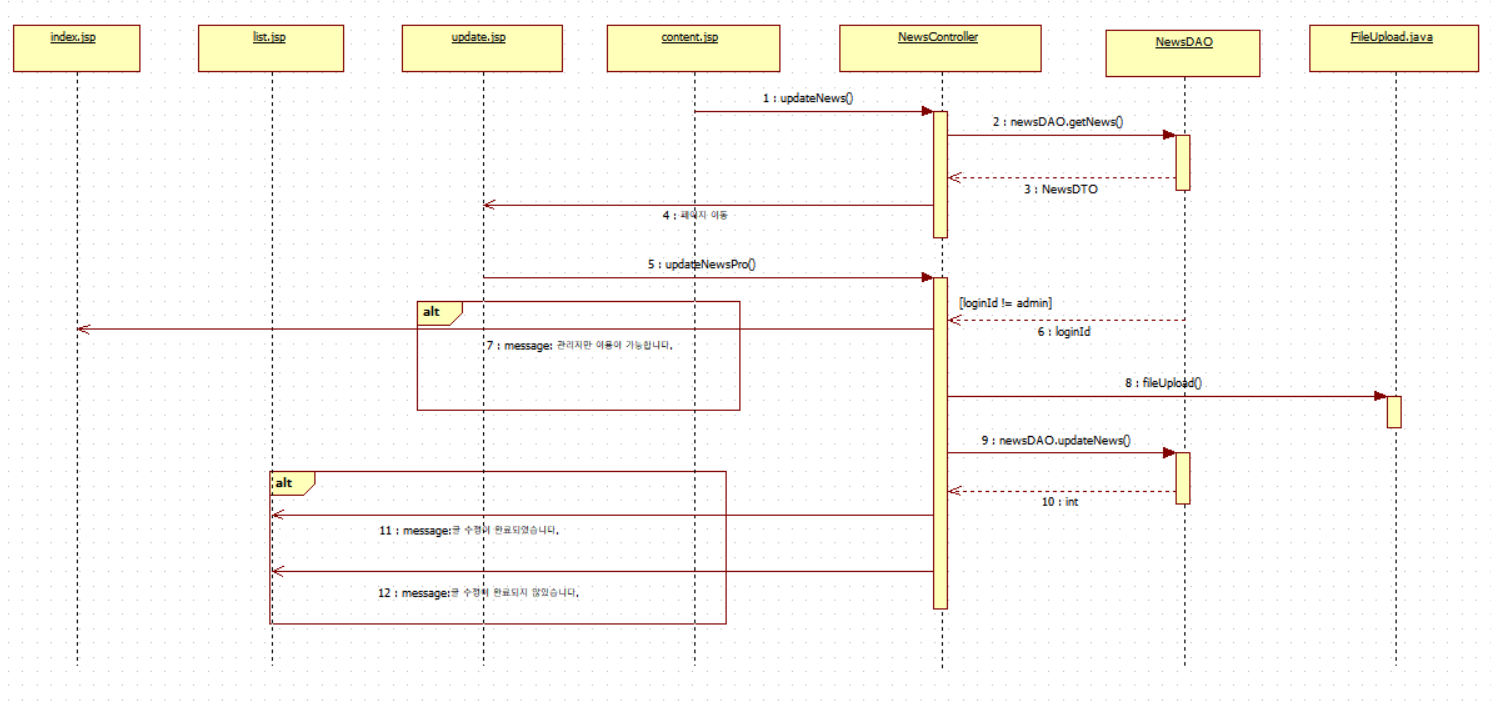 index.jsp
list.jsp
update.jsp
content.jsp
NewsController
NewsDAO
FileUpload.java
1 : updateNews()
2 : newsDAO.getNews()
3 : NewsDTO
4 : 페이지 이동
5 : updateNewsPro()
alt
[loginId != admin]
6 : loginId
7 : message: 관리자만 이용이 가능합니다.
8 : fileUpload()
9 : newsDAO.updateNews()
alt
10 : int
11 : message:글 수정이 완료되었습니다.
12 : message:글 수정이 완료되지 않았습니다.